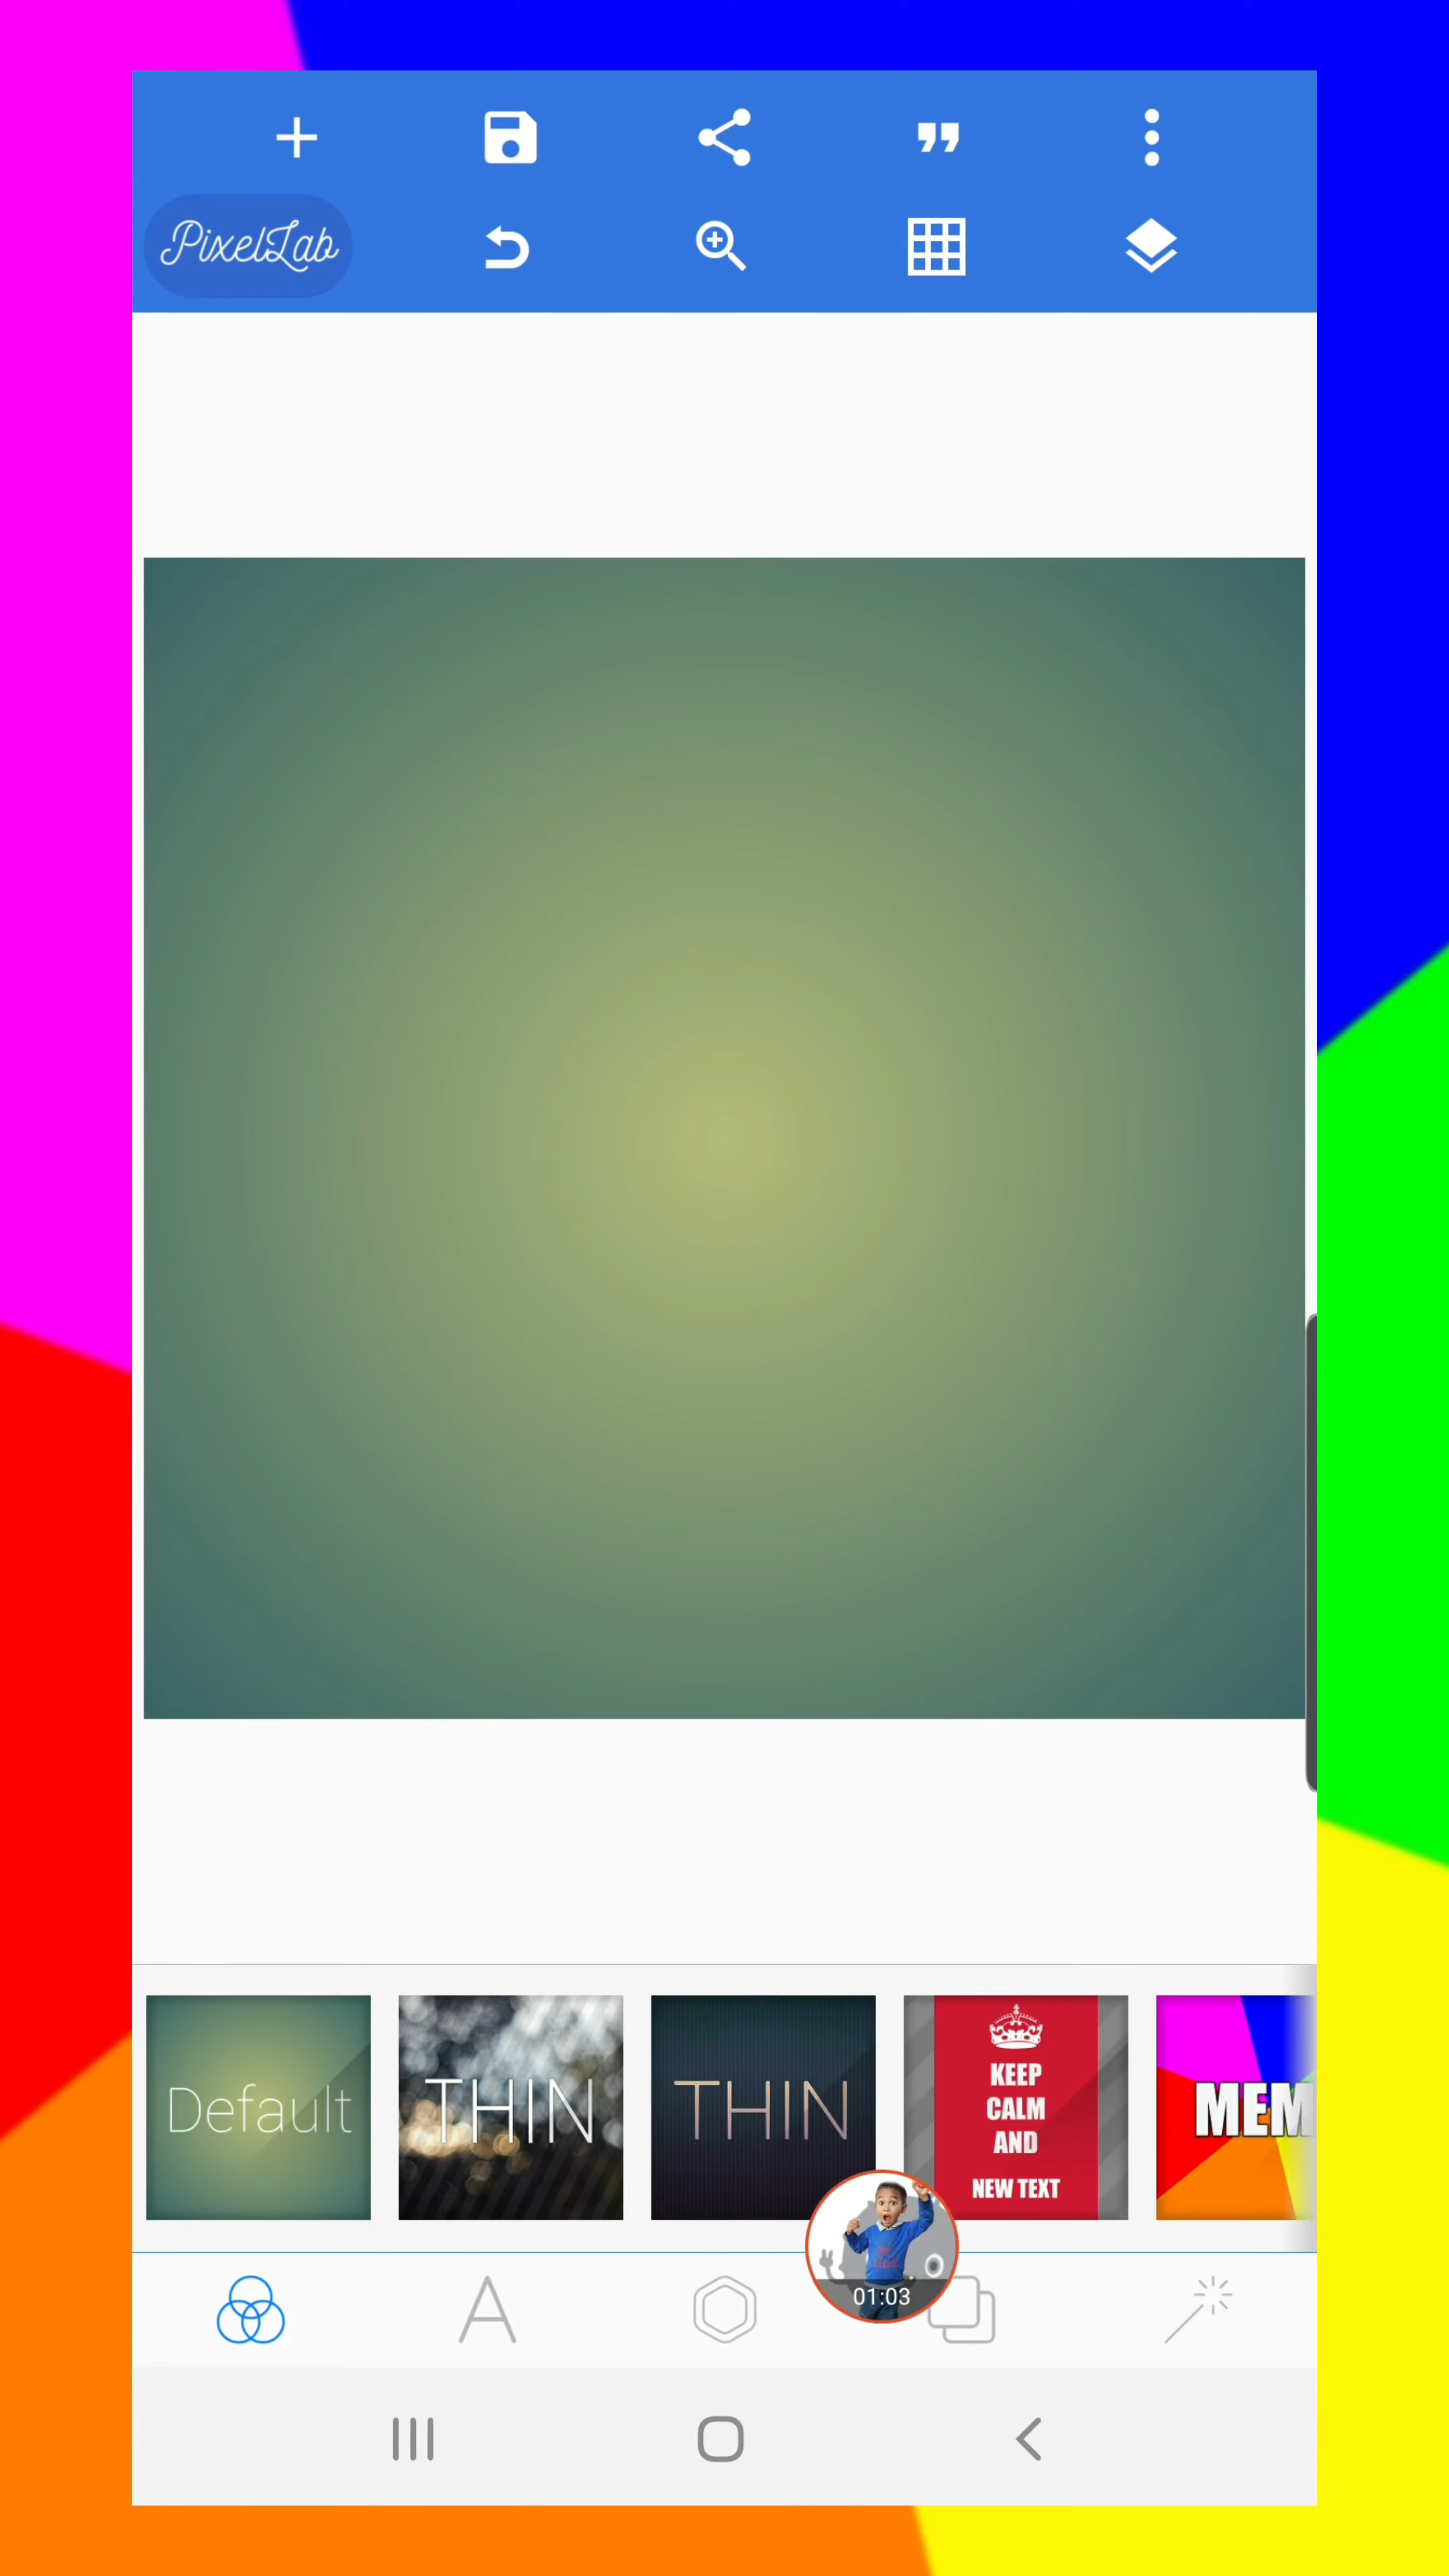 PixelLab
Default
THIN
THIN
KEEP
CALM
AND
NEW TEXT
MEM
01:03